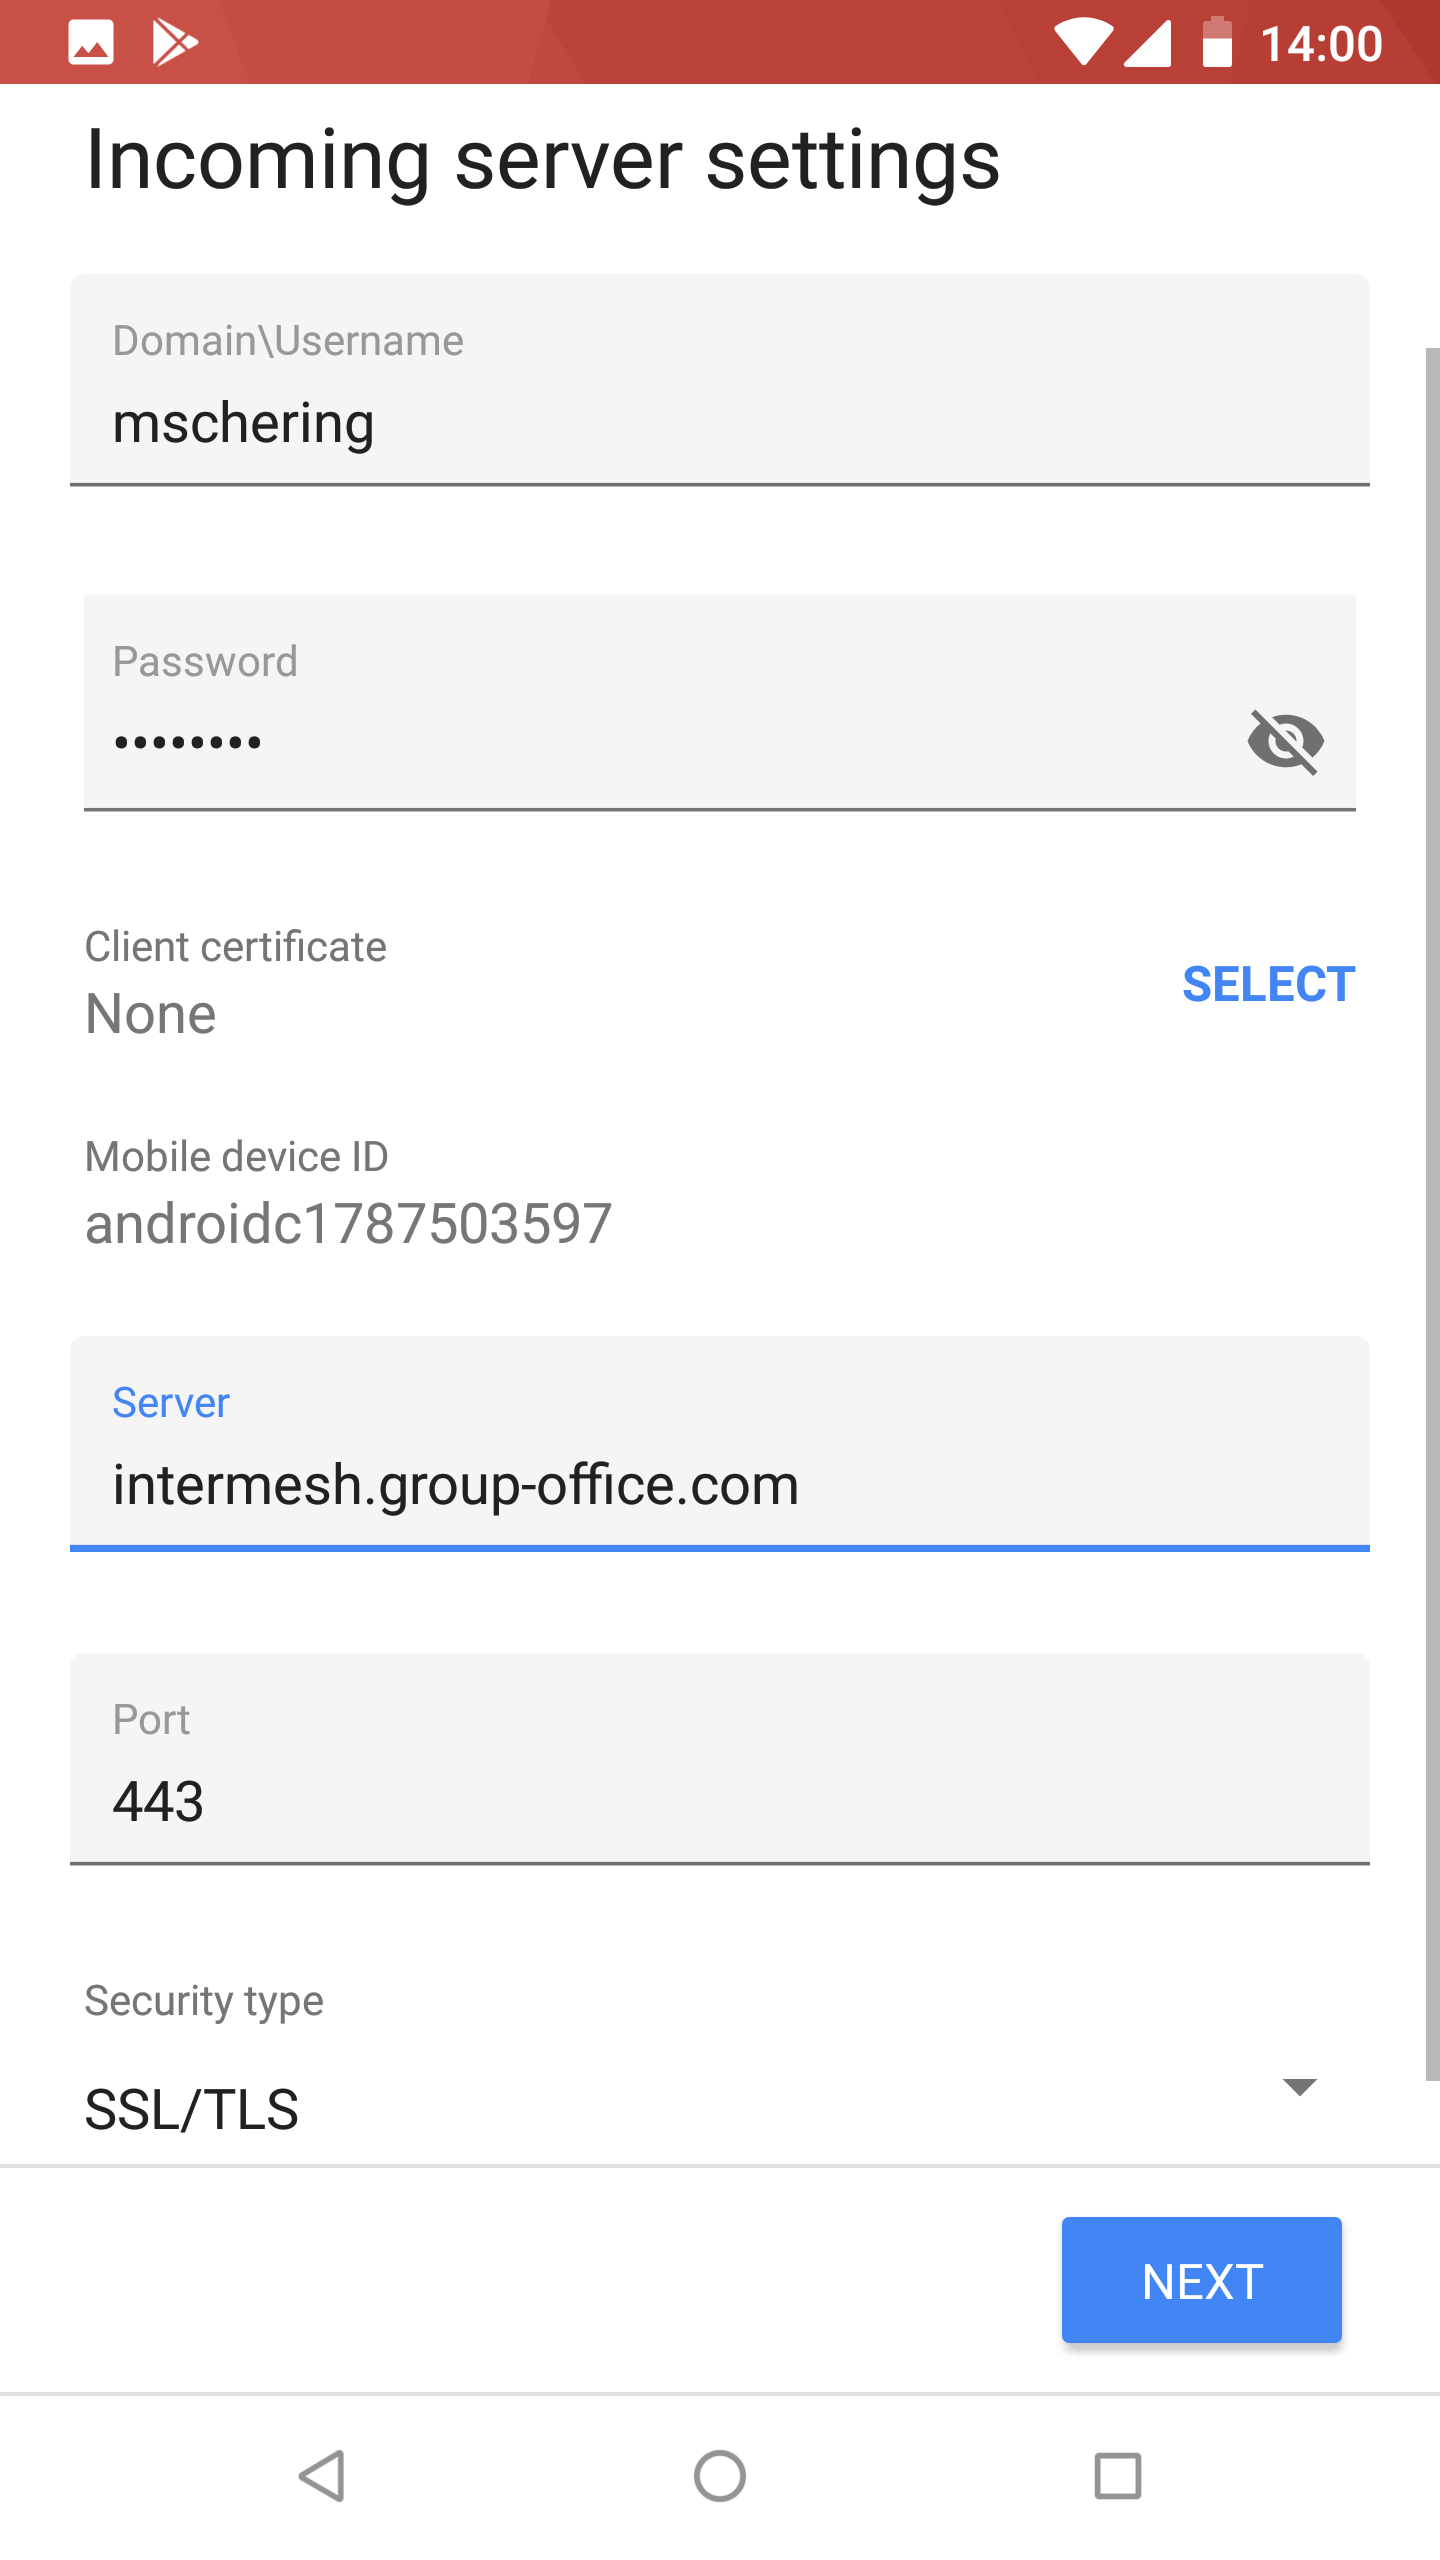 14:00
Incoming server settings
Domain\Username
mschering
Password
••••••••
Client certificate
None
SELECT
Mobile device ID
androidc1787503597
Server
intermesh.group-office.com
Port
443
Security type
SSL/TLS
NEXT